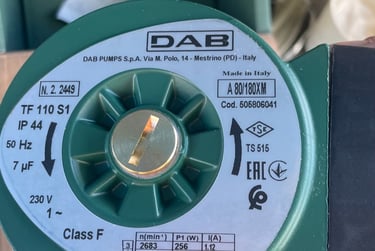 DAB
DAB PUMPS S.p.A. Via M. Polo, 14 - Mestrino (PD) - Italy
Made in Italy
N. 2. 2449
A 80/180XM
Cod. 506806041
TF 110 S1
IP 44
50 Hz
7 µF
TSE
TS 515
EAC
230 V
1 ~
Class F
n(min⁻¹) P1 (W) I(A)
3 2683 256 1.12